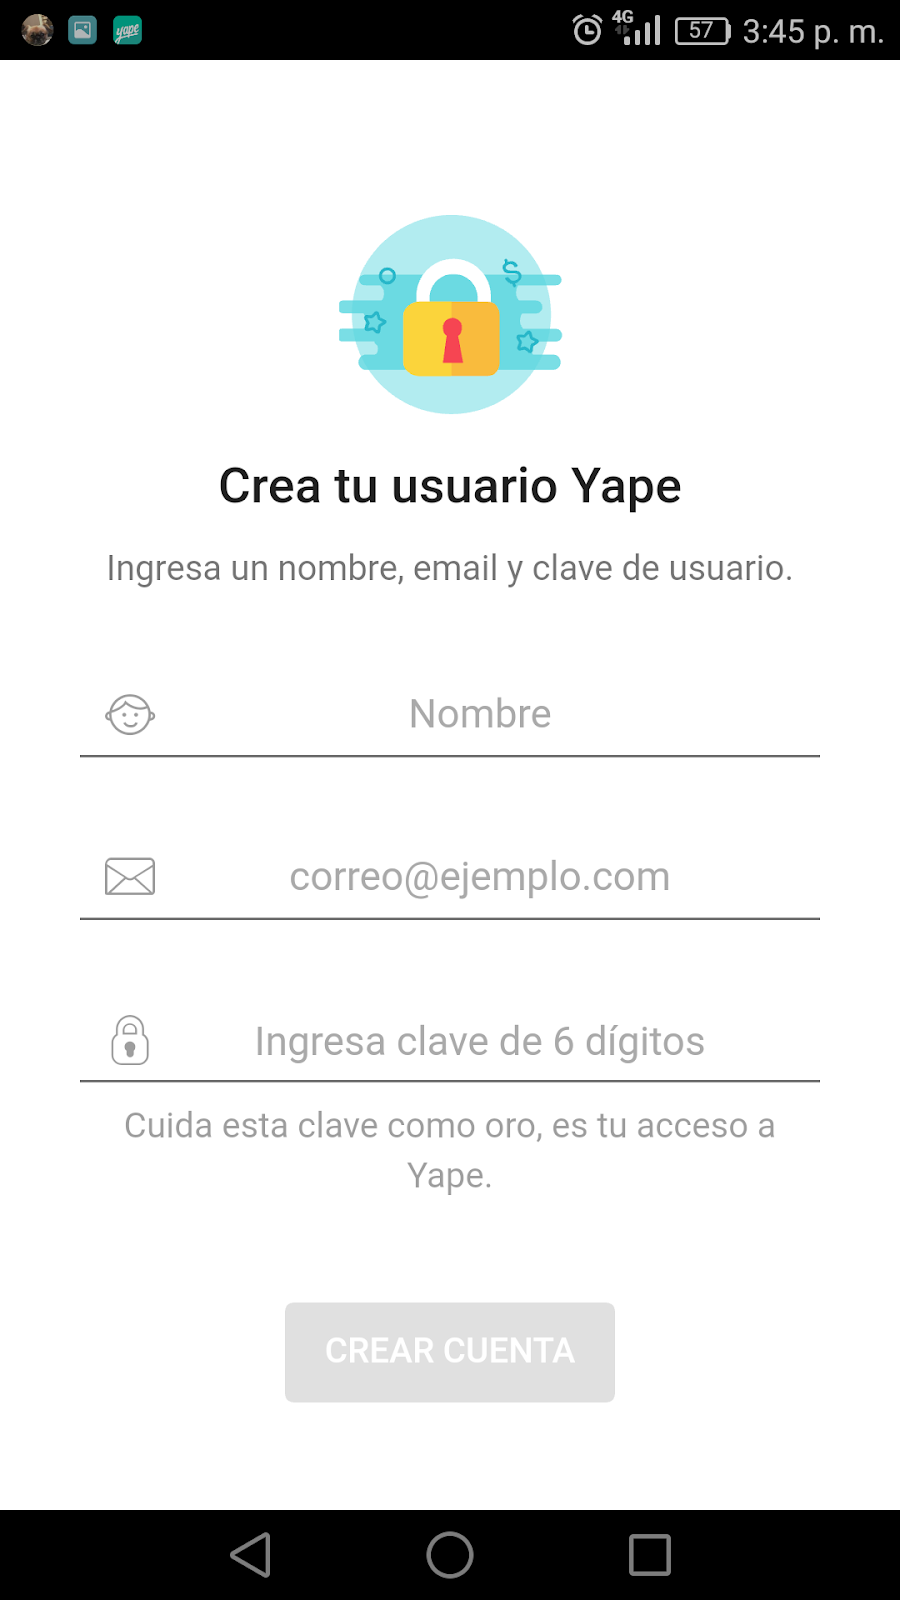 yape 4G 57 3:45 p. m.
$
Crea tu usuario Yape
Ingresa un nombre, email y clave de usuario.
Nombre
correo@ejemplo.com
Ingresa clave de 6 dígitos
Cuida esta clave como oro, es tu acceso a
Yape.
CREAR CUENTA